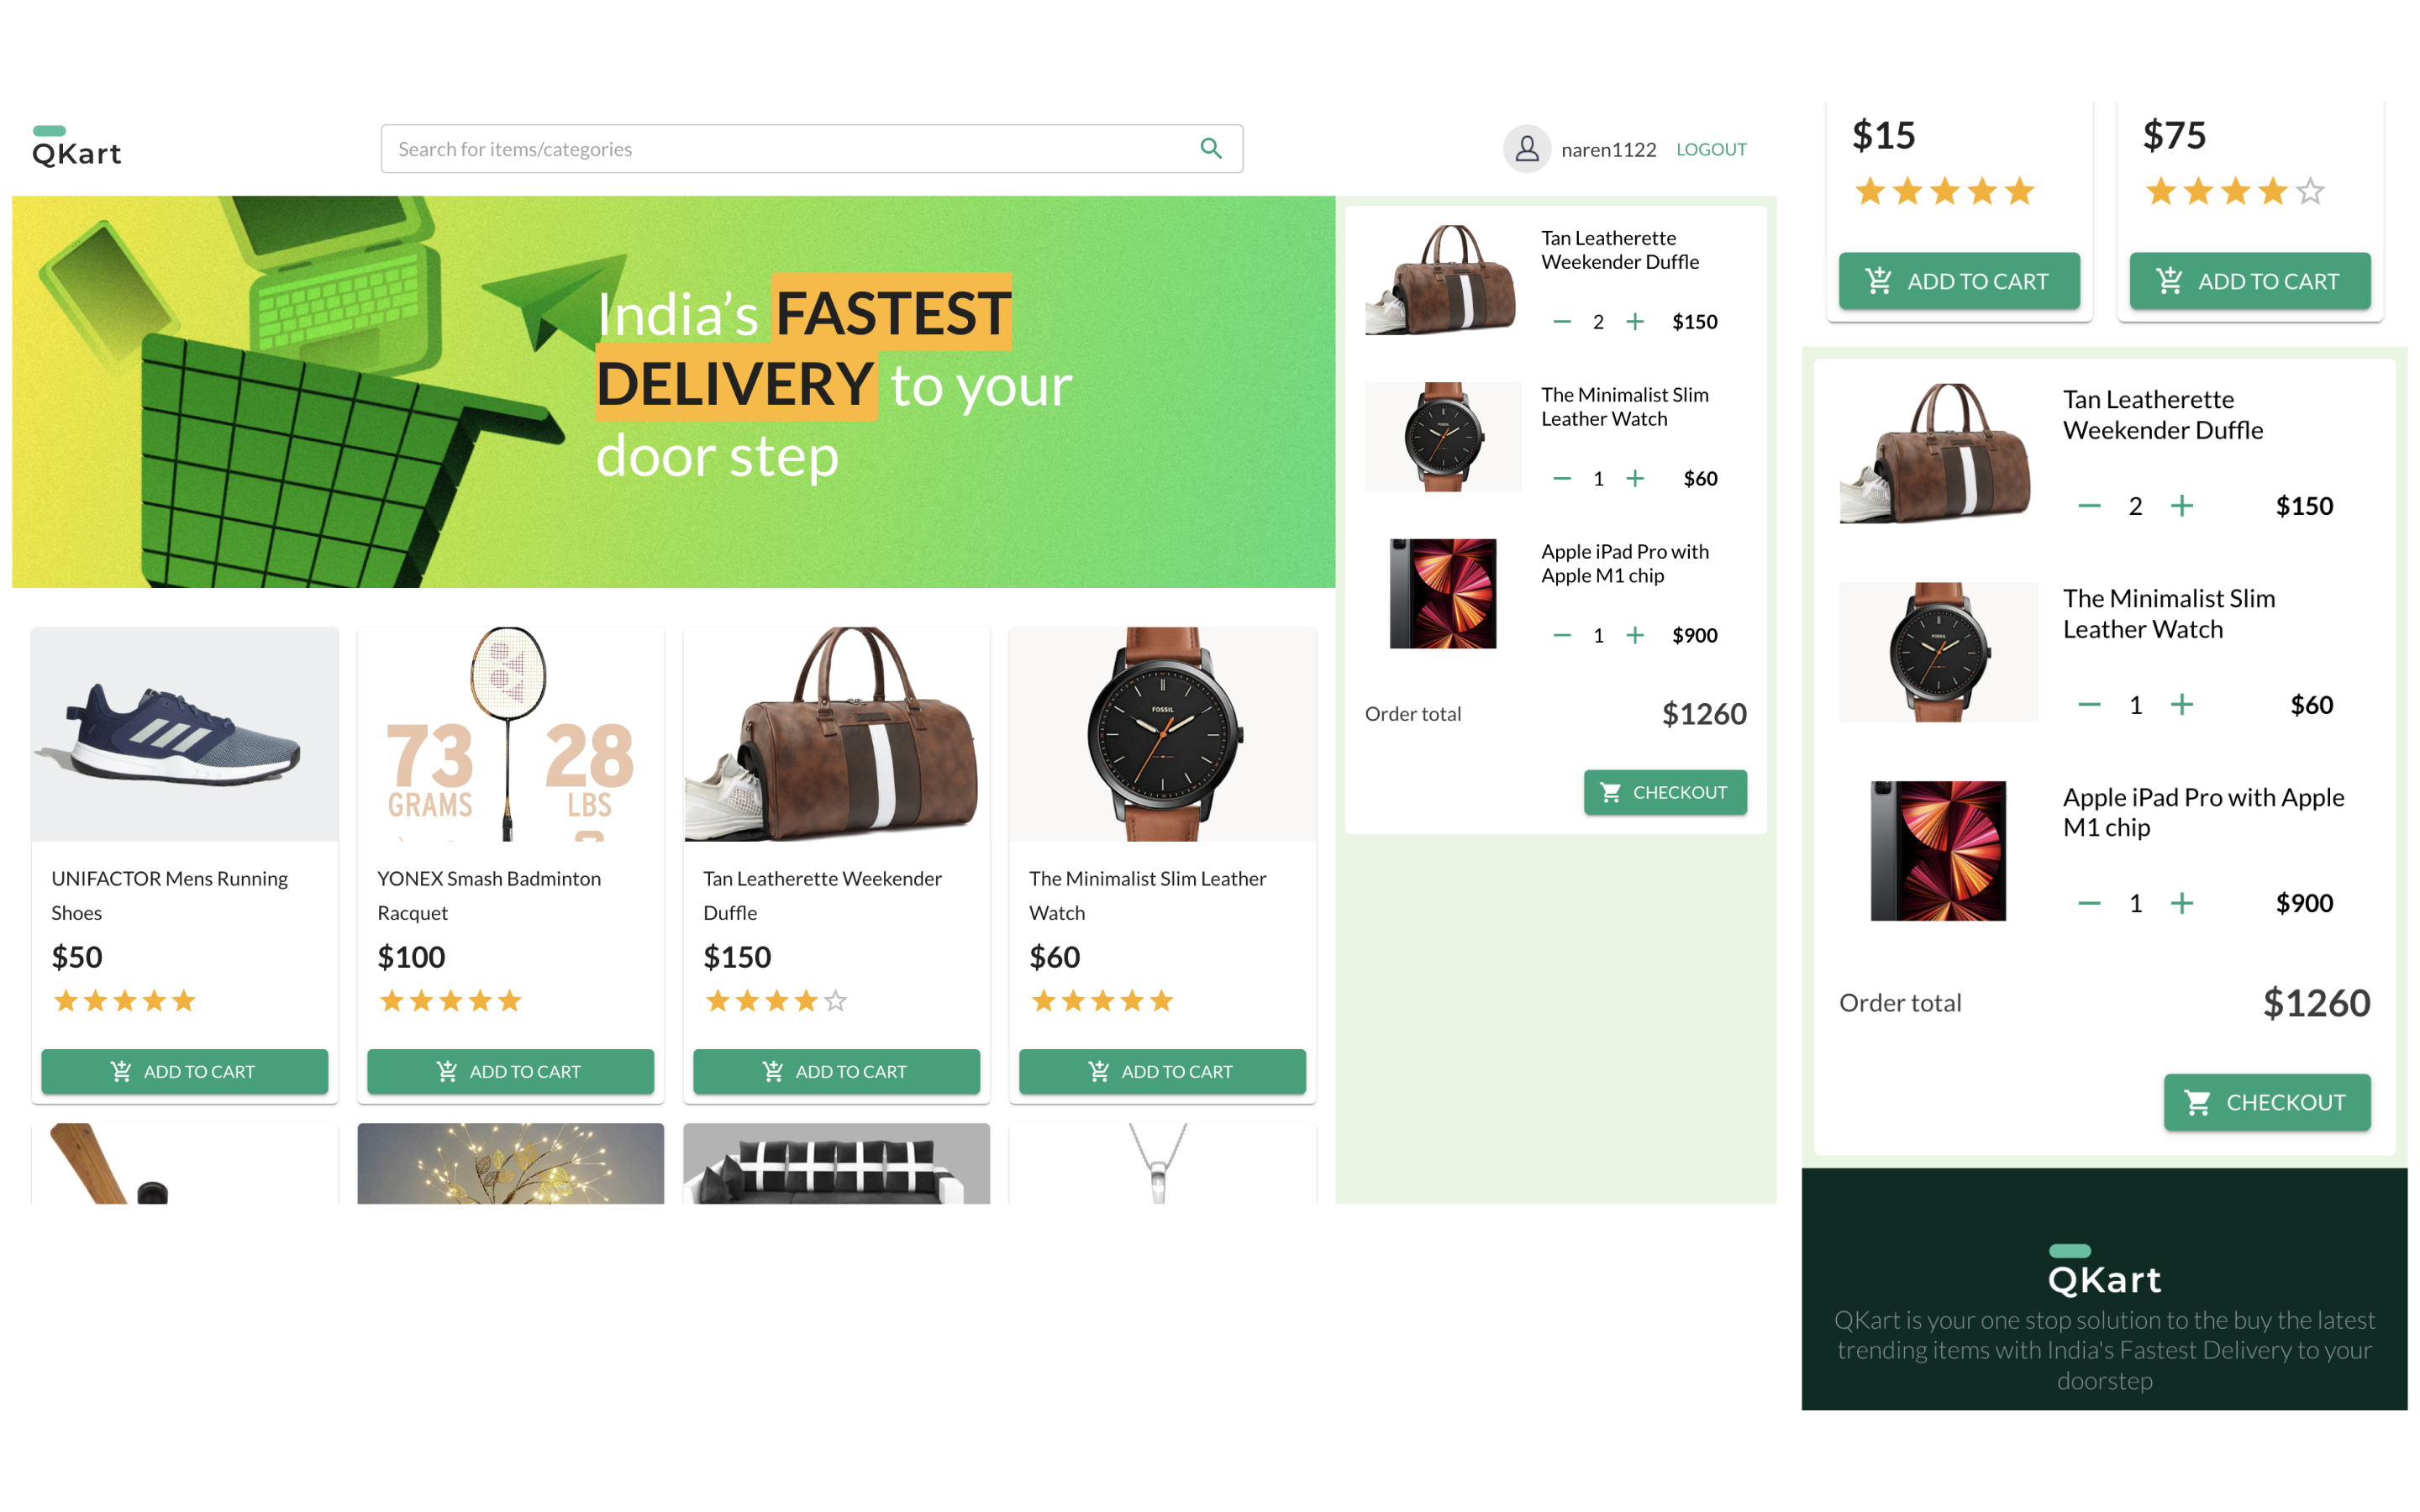 QKart
Search for items/categories
naren1122
LOGOUT
India’s FASTEST
DELIVERY to your
door step
Tan Leatherette
Weekender Duffle
2
$150
The Minimalist Slim
Leather Watch
FOSSIL
1
$60
Apple iPad Pro with
Apple M1 chip
1
$900
Order total
$1260
CHECKOUT
UNIFACTOR Mens Running
Shoes
$50
ADD TO CART
73
GRAMS
28
LBS
YONEX Smash Badminton
Racquet
$100
ADD TO CART
Tan Leatherette Weekender
Duffle
$150
ADD TO CART
FOSSIL
The Minimalist Slim Leather
Watch
$60
ADD TO CART
$15
ADD TO CART
$75
ADD TO CART
Tan Leatherette
Weekender Duffle
2
$150
The Minimalist Slim
Leather Watch
FOSSIL
1
$60
Apple iPad Pro with Apple
M1 chip
1
$900
Order total
$1260
CHECKOUT
QKart
QKart is your one stop solution to the buy the latest
trending items with India's Fastest Delivery to your
doorstep